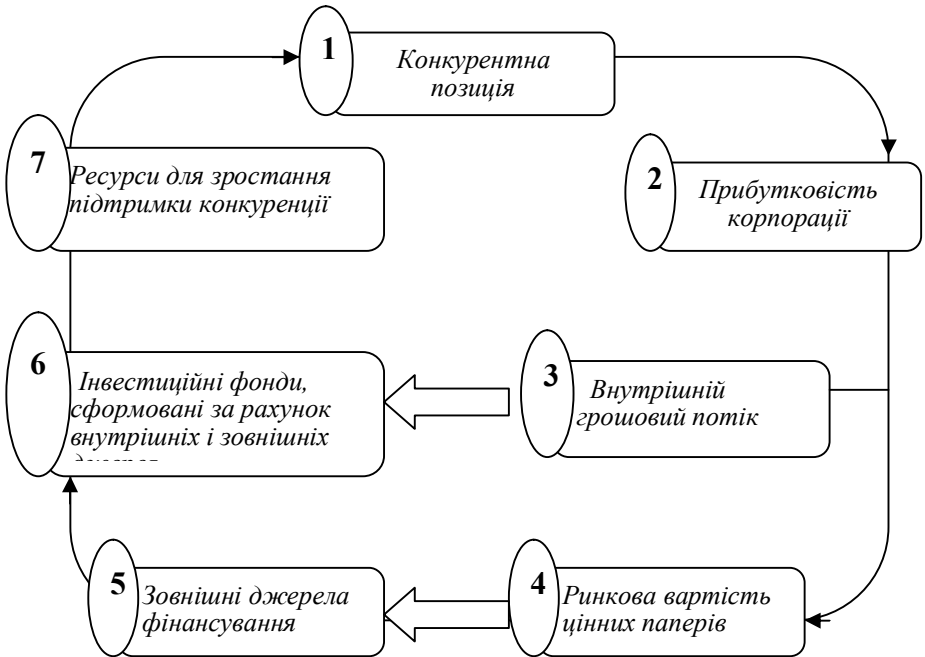 1
Конкурентна
позиція
2
Прибутковість
корпорації
3
Внутрішній
грошовий потік
4
Ринкова вартість
цінних паперів
5
Зовнішні джерела
фінансування
6
Інвестиційні фонди,
сформовані за рахунок
внутрішніх і зовнішніх
7
Ресурси для зростання
підтримки конкуренції